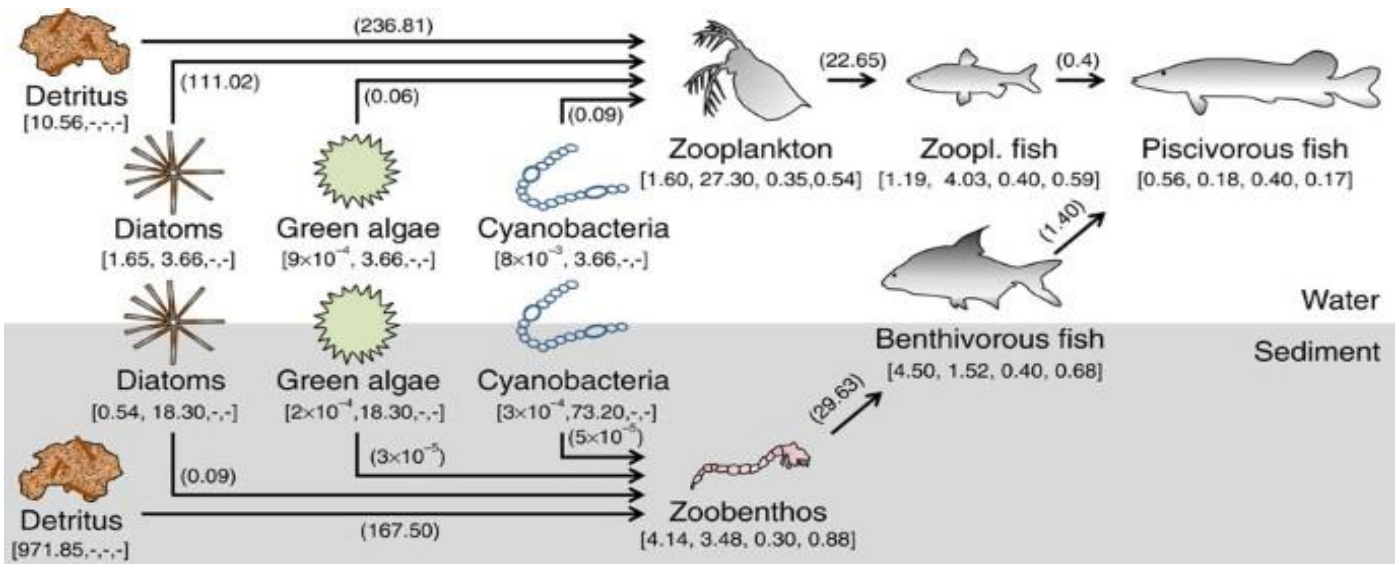 (236.81)
Detritus
[10.56,-,-,-]
(111.02)
(0.06)
(0.09)
(22.65)
(0.4)
Zooplankton
[1.60, 27.30, 0.35,0.54]
Zoopl. fish
[1.19, 4.03, 0.40, 0.59]
Piscivorous fish
[0.56, 0.18, 0.40, 0.17]
Diatoms
[1.65, 3.66,-,-]
Green algae
[9×10⁻⁴, 3.66,-,-]
Cyanobacteria
[8×10⁻³, 3.66,-,-]
(1.40)
Water
Benthivorous fish
[4.50, 1.52, 0.40, 0.68]
Sediment
Diatoms
[0.54, 18.30,-,-]
Green algae
[2×10⁻⁴,18.30,-,-]
Cyanobacteria
[3×10⁻⁴,73.20,-,-]
(29.63)
(5×10⁻⁵)
(3×10⁻⁵)
(0.09)
Detritus
[971.85,-,-,-]
(167.50)
Zoobenthos
[4.14, 3.48, 0.30, 0.88]